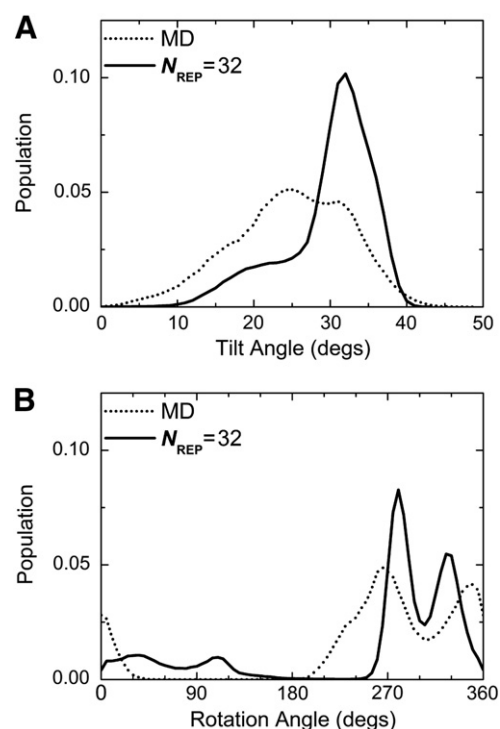 A
MD
N_REP = 32
0.10
0.05
0.00
Population
0 10 20 30 40 50
Tilt Angle (degs)
B
MD
N_REP = 32
0.10
0.05
0.00
Population
0 90 180 270 360
Rotation Angle (degs)